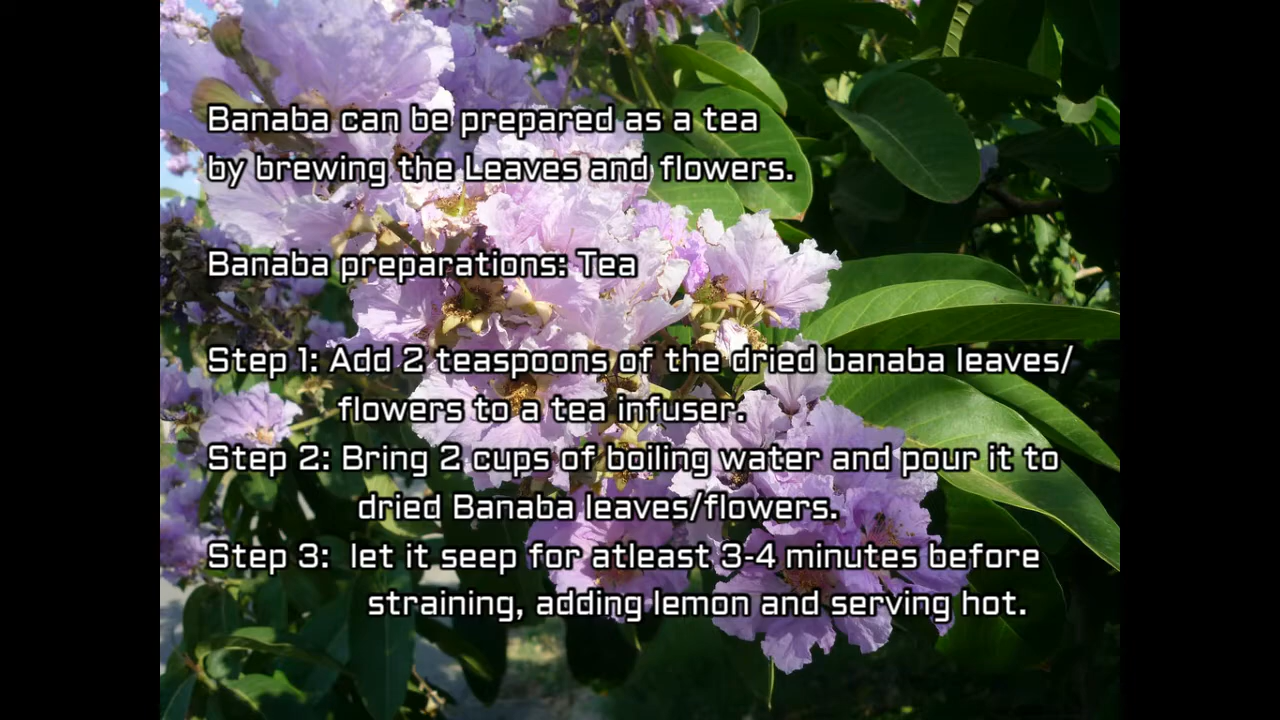 Banaba can be prepared as a tea
by brewing the Leaves and flowers.
Banaba preparations: Tea
Step 1: Add 2 teaspoons of the dried banaba leaves/
flowers to a tea infuser.
Step 2: Bring 2 cups of boiling water and pour it to
dried Banaba leaves/flowers.
Step 3: let it seep for atleast 3-4 minutes before
straining, adding lemon and serving hot.